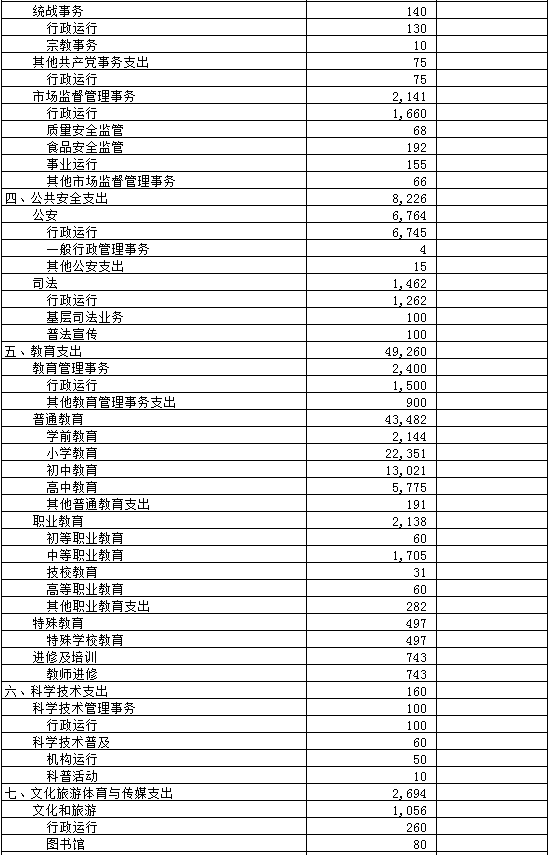 统战事务 140
行政运行 130
宗教事务 10
其他共产党事务支出 75
行政运行 75
市场监督管理事务 2,141
行政运行 1,660
质量安全监管 68
食品安全监管 192
事业运行 155
其他市场监督管理事务 66
四、公共安全支出 8,226
公安 6,764
行政运行 6,745
一般行政管理事务 4
其他公安支出 15
司法 1,462
行政运行 1,262
基层司法业务 100
普法宣传 100
五、教育支出 49,260
教育管理事务 2,400
行政运行 1,500
其他教育管理事务支出 900
普通教育 43,482
学前教育 2,144
小学教育 22,351
初中教育 13,021
高中教育 5,775
其他普通教育支出 191
职业教育 2,138
初等职业教育 60
中等职业教育 1,705
技校教育 31
高等职业教育 60
其他职业教育支出 282
特殊教育 497
特殊学校教育 497
进修及培训 743
教师进修 743
六、科学技术支出 160
科学技术管理事务 100
行政运行 100
科学技术普及 60
机构运行 50
科普活动 10
七、文化旅游体育与传媒支出 2,694
文化和旅游 1,056
行政运行 260
图书馆 80